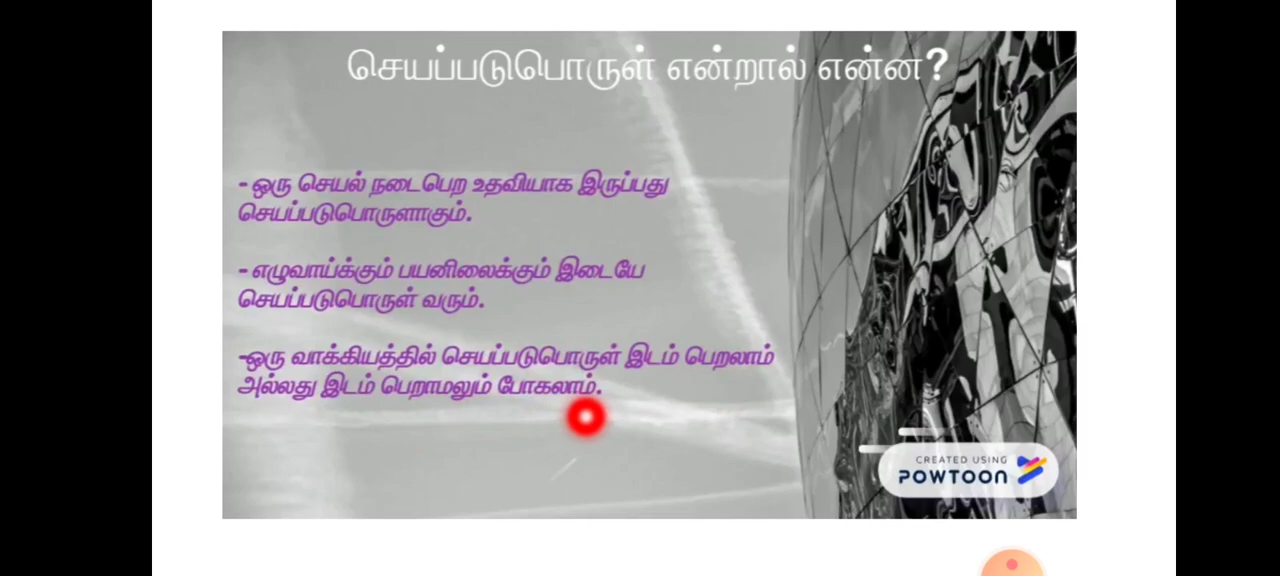 செயப்படுபொருள் என்றால் என்ன?
- ஒரு செயல் நடைபெற உதவியாக இருப்பது
செயப்படுபொருளாகும்.
- எழுவாய்க்கும் பயனிலைக்கும் இடையே
செயப்படுபொருள் வரும்.
-ஒரு வாக்கியத்தில் செயப்படுபொருள் இடம் பெறலாம்
அல்லது இடம் பெறாமலும் போகலாம்.
CREATED USING
POWTOON